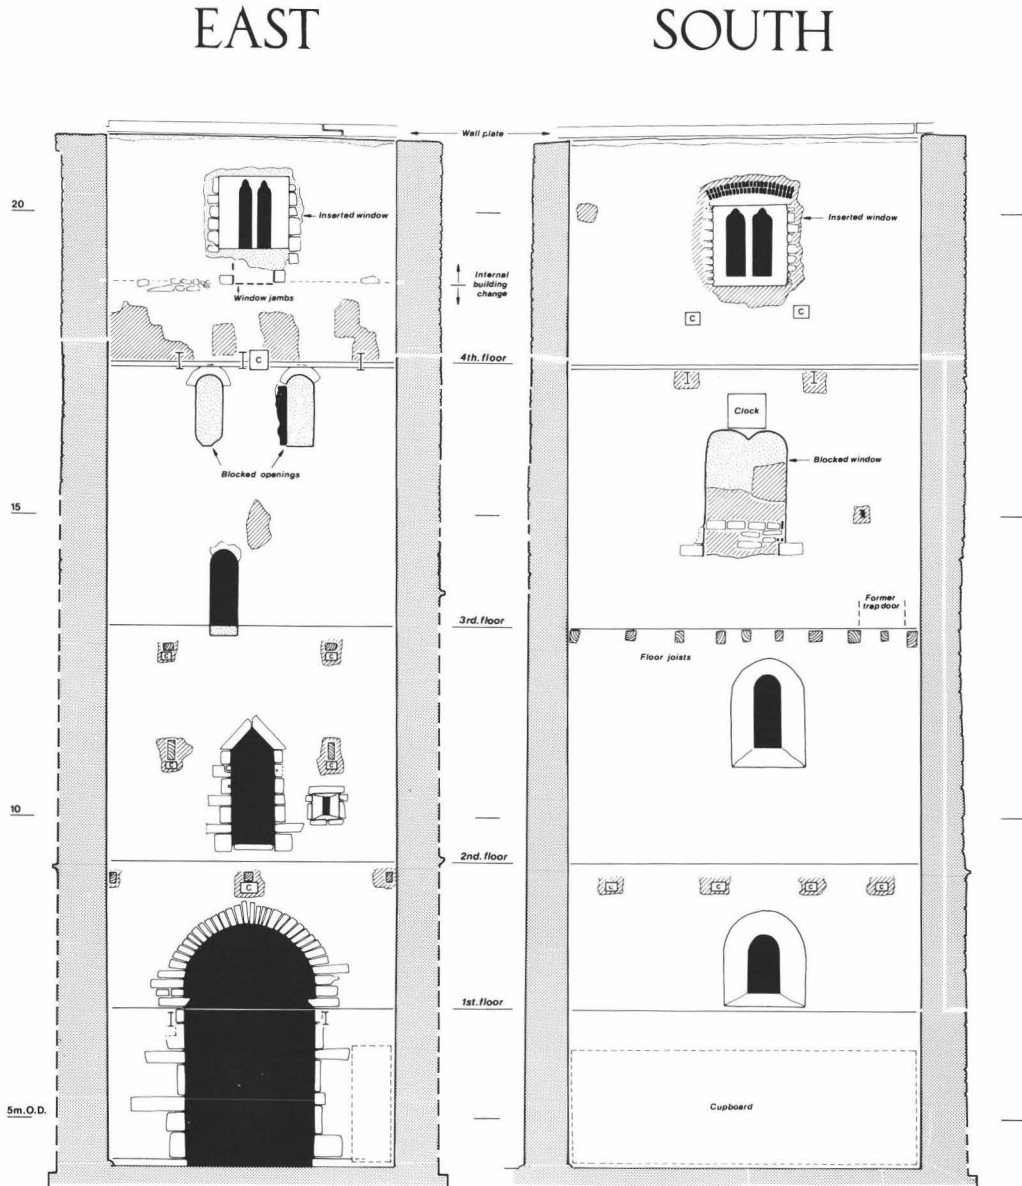 EAST SOUTH
Wall plate
20
Inserted window
Inserted window
Internal
building
change
Window jambs
C
C
C
4th. floor
Clock
Blocked window
Blocked openings
15
Former
trap door
3rd. floor
C
C
Floor joists
C
C
10
2nd. floor
C
L
C
C
C
1st. floor
5m. O.D.
Cupboard